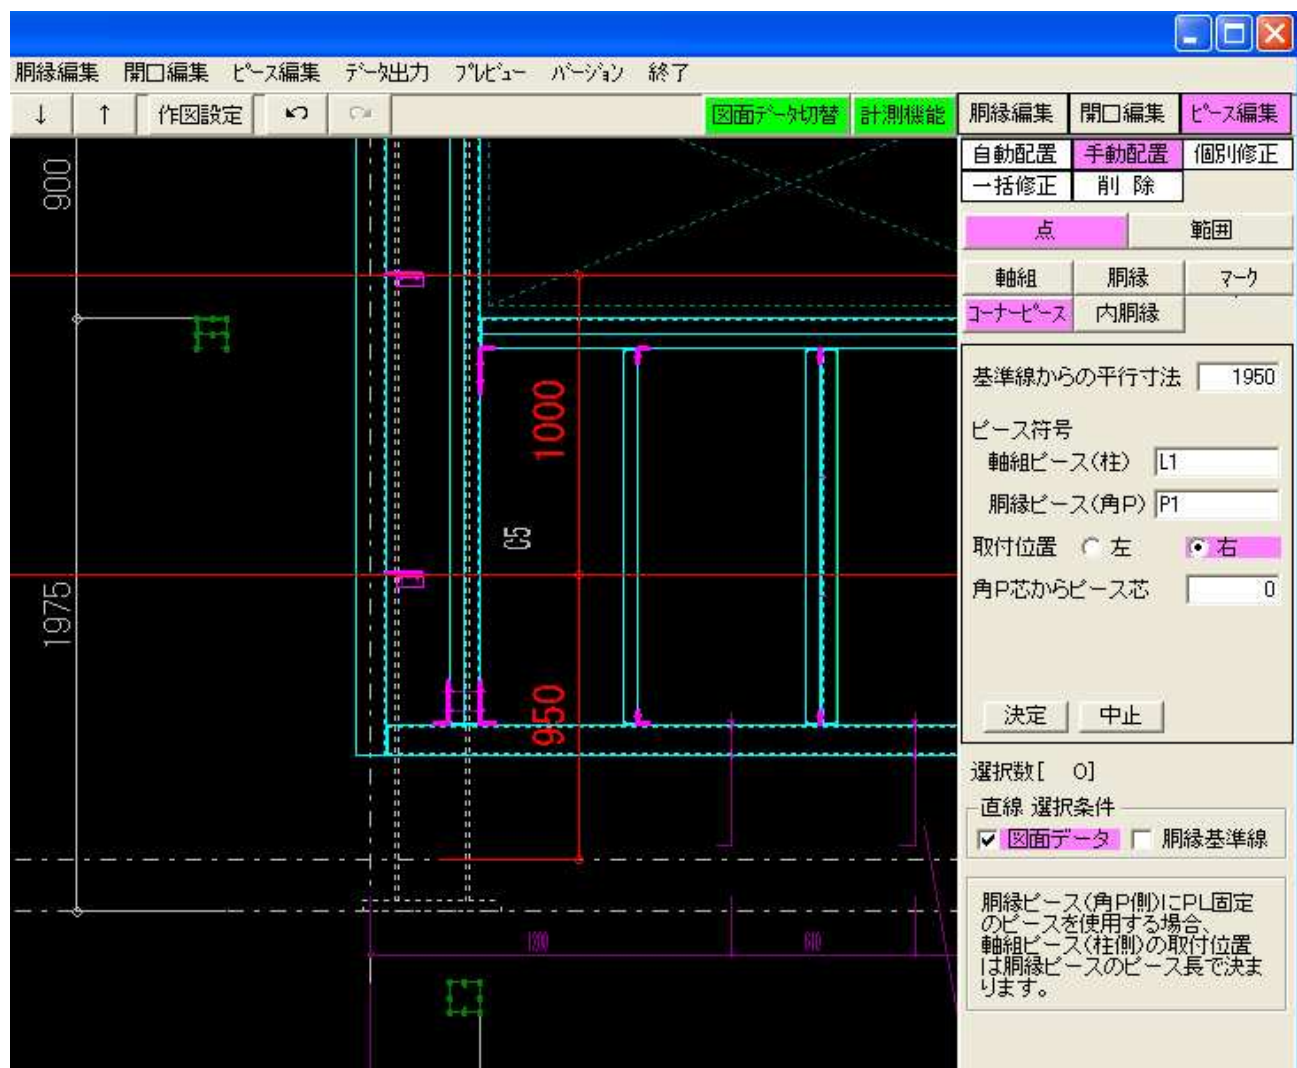 胴縁編集 開口編集 ピース編集 データ出力 プレビュー バージョン 終了
↓ ↑ 作図設定 図面データ切替 計測機能 胴縁編集 開口編集 ピース編集
自動配置 手動配置 個別修正
一括修正 削 除
点 範囲
軸組 胴縁 マーク
コーナーピース 内胴縁
基準線からの平行寸法 1950
ピース符号
軸組ピース(柱) L1
胴縁ピース(角P) P1
取付位置 左 右
角P芯からピース芯 0
決定 中止
選択数[ 0]
直線 選択条件
図面データ 胴縁基準線
胴縁ピース(角P側)にPL固定
のピースを使用する場合、
軸組ピース(柱側)の取付位置
は胴縁ピースのピース長で決ま
ります。
900
1975
1000
C5
950